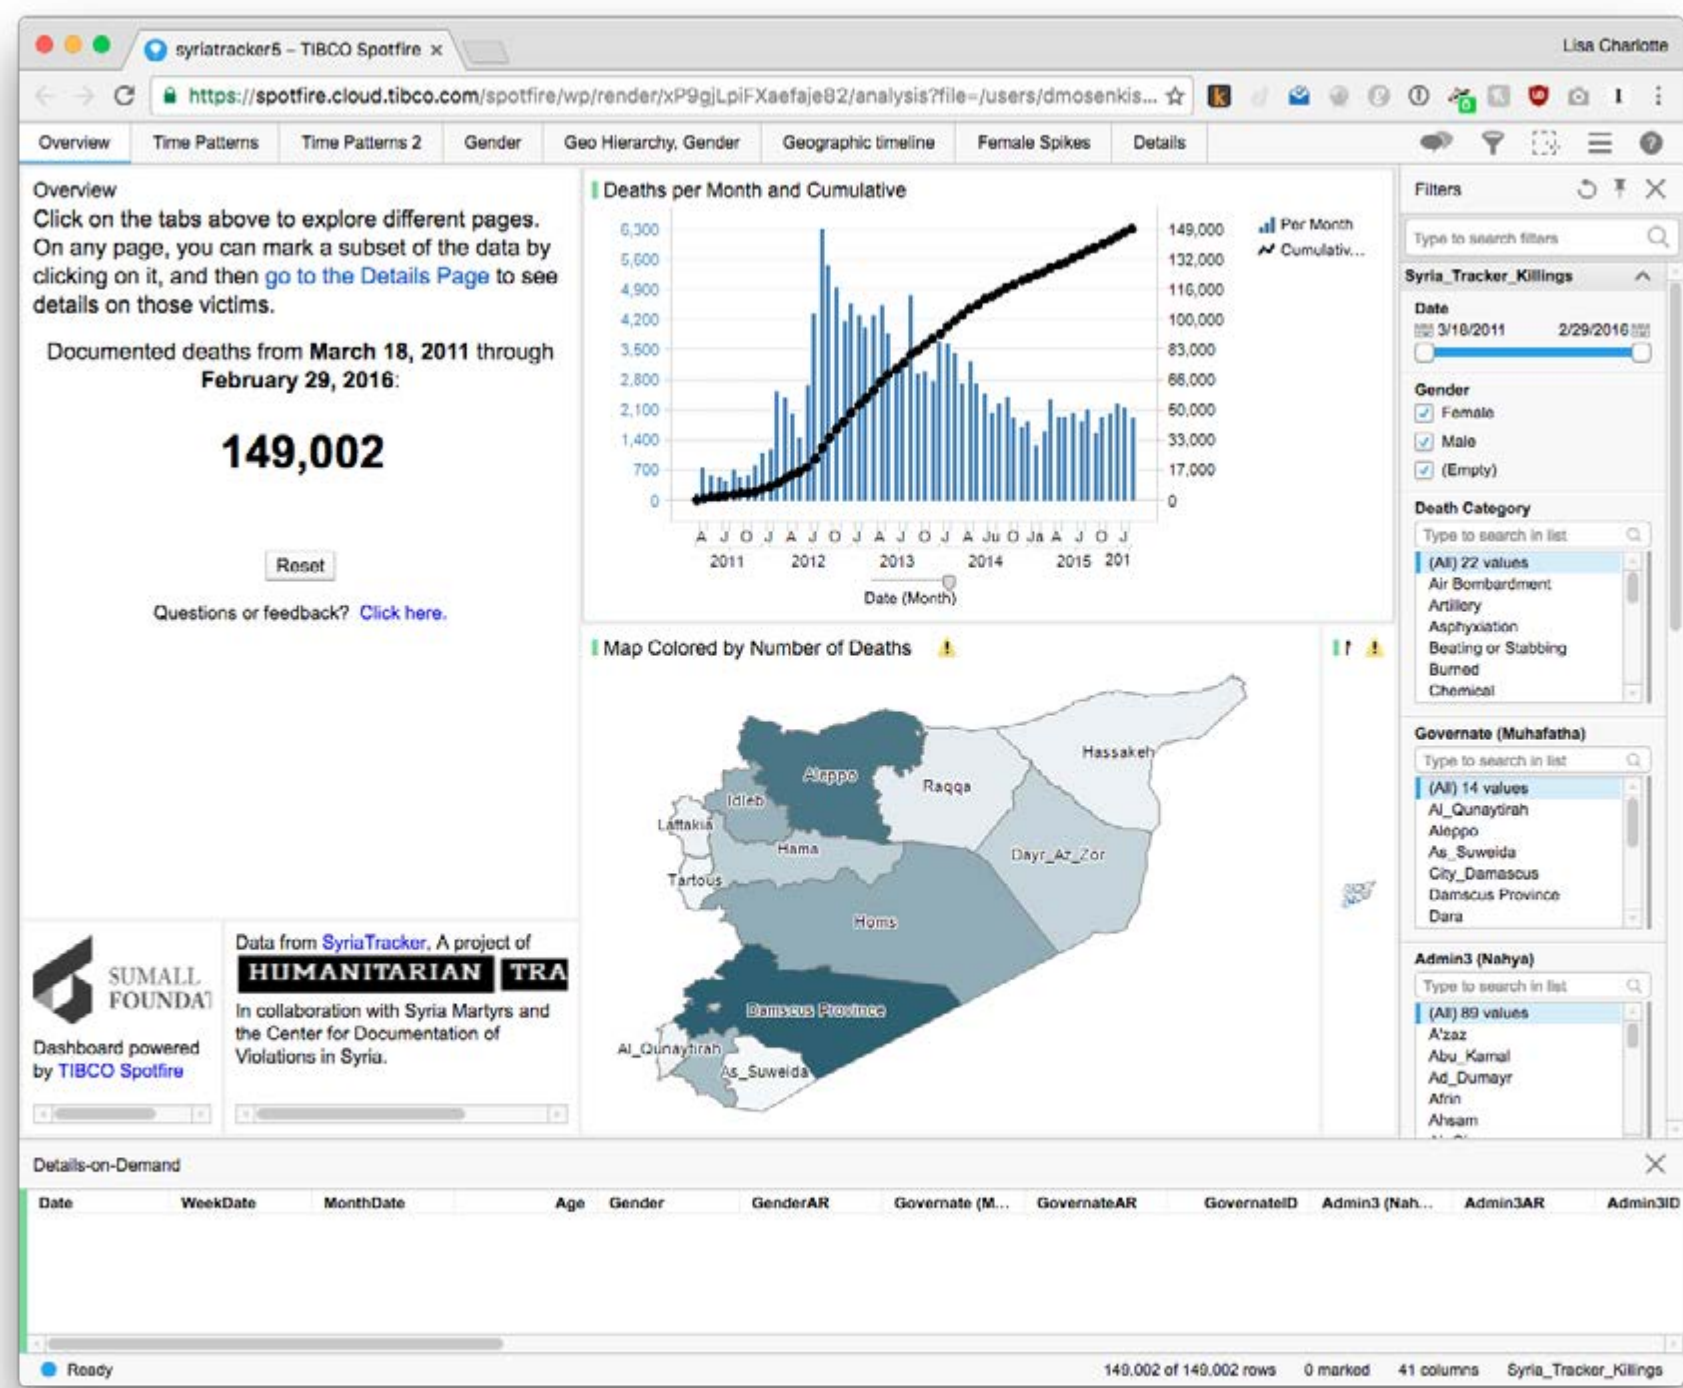 syriatracker5 – TIBCO Spotfire
Lisa Charlotte
https://spotfire.cloud.tibco.com/spotfire/wp/render/xP9gjLpiFXaefaje82/analysis?file=/users/dmosenkis...
Overview
Time Patterns
Time Patterns 2
Gender
Geo Hierarchy, Gender
Geographic timeline
Female Spikes
Details
Overview
Click on the tabs above to explore different pages.
On any page, you can mark a subset of the data by
clicking on it, and then go to the Details Page to see
details on those victims.
Documented deaths from March 18, 2011 through
February 29, 2016:
149,002
Reset
Questions or feedback? Click here.
SUMALL
FOUNDAT
Dashboard powered
by TIBCO Spotfire
Data from SyriaTracker, A project of
HUMANITARIAN TRA
In collaboration with Syria Martyrs and
the Center for Documentation of
Violations in Syria.
Deaths per Month and Cumulative
6,300
5,600
4,900
4,200
3,500
2,800
2,100
1,400
700
0
149,000
132,000
116,000
100,000
83,000
66,000
50,000
33,000
17,000
0
Per Month
Cumulativ...
A J O J A J O J A J O J A Ju O Ja A J O J
2011 2012 2013 2014 2015 201
Date (Month)
Map Colored by Number of Deaths
Aleppo
Raqqa
Hassakeh
Idleb
Lattakia
Hama
Dayr_Az_Zor
Tartous
Homs
Damscus Province
Al_Qunaytirah
As_Suweida
Filters
Type to search filters
Syria_Tracker_Killings
Date
3/18/2011 2/29/2016
Gender
Female
Male
(Empty)
Death Category
Type to search in list
(All) 22 values
Air Bombardment
Artillery
Asphyxiation
Beating or Stabbing
Burned
Chemical
Governate (Muhafatha)
Type to search in list
(All) 14 values
Al_Qunaytirah
Aleppo
As_Suweida
City_Damascus
Damscus Province
Dara
Admin3 (Nahya)
Type to search in list
(All) 89 values
A'zaz
Abu_Kamal
Ad_Dumayr
Afrin
Ahsam
Details-on-Demand
Date WeekDate MonthDate Age Gender GenderAR Governate (M... GovernateAR GovernateID Admin3 (Nah... Admin3AR Admin3ID
Ready
149,002 of 149,002 rows 0 marked 41 columns Syria_Tracker_Killings